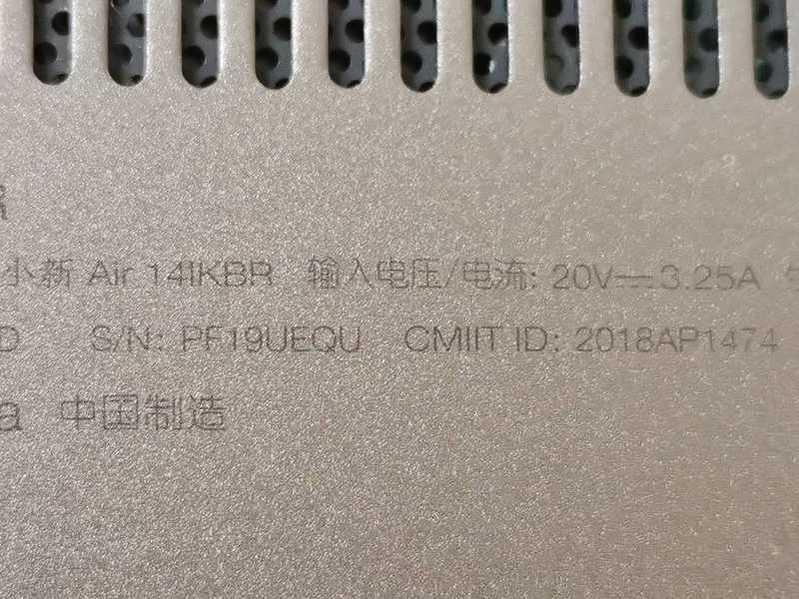 小新 Air 14IKBR 输入电压/电流: 20V⎓3.25A
D S/N: PF19UEQU CMIIT ID: 2018AP1474
a 中国制造